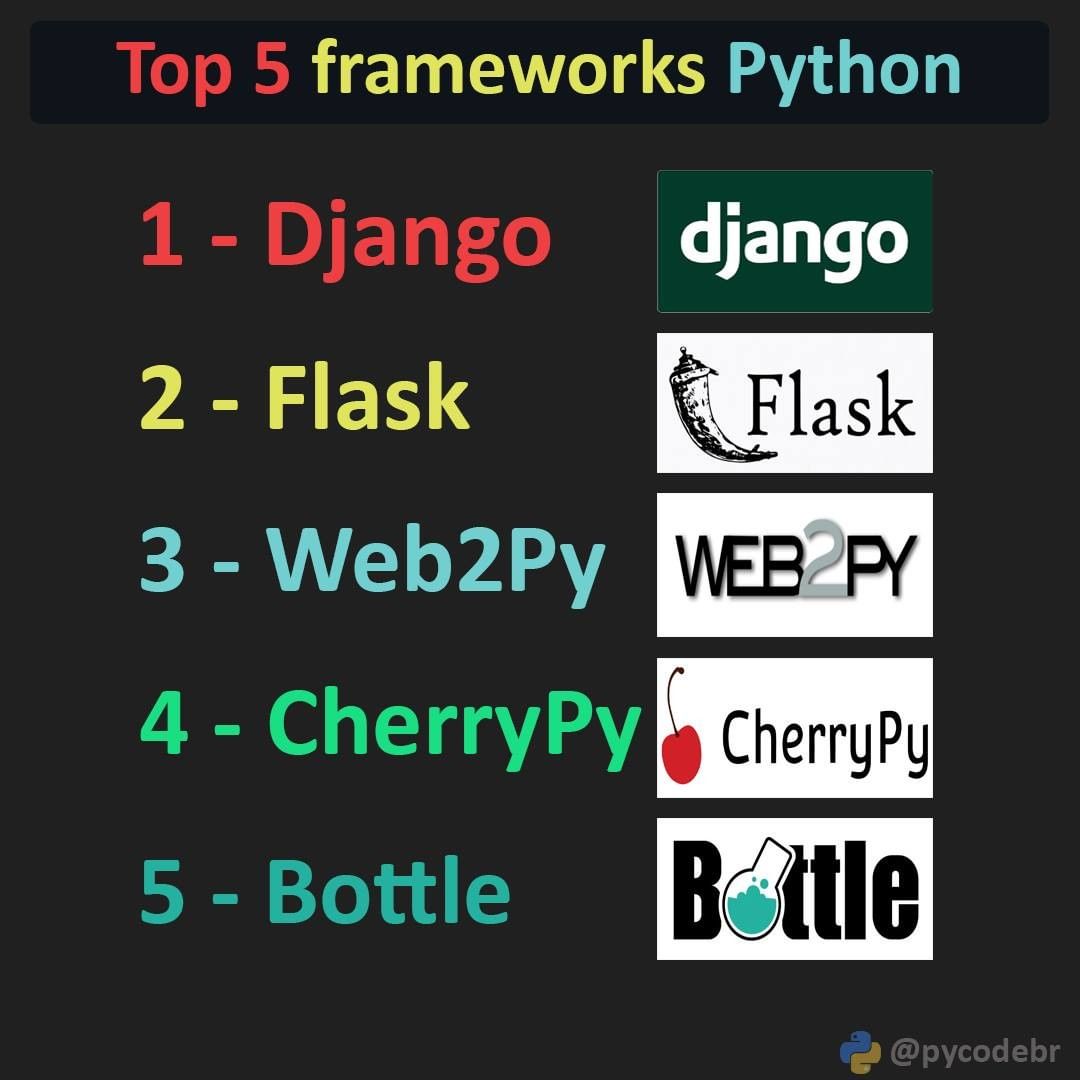 Top 5 frameworks Python
1 - Django
django
2 - Flask
Flask
3 - Web2Py
WEB2PY
4 - CherryPy
CherryPy
5 - Bottle
Bottle
@pycodebr